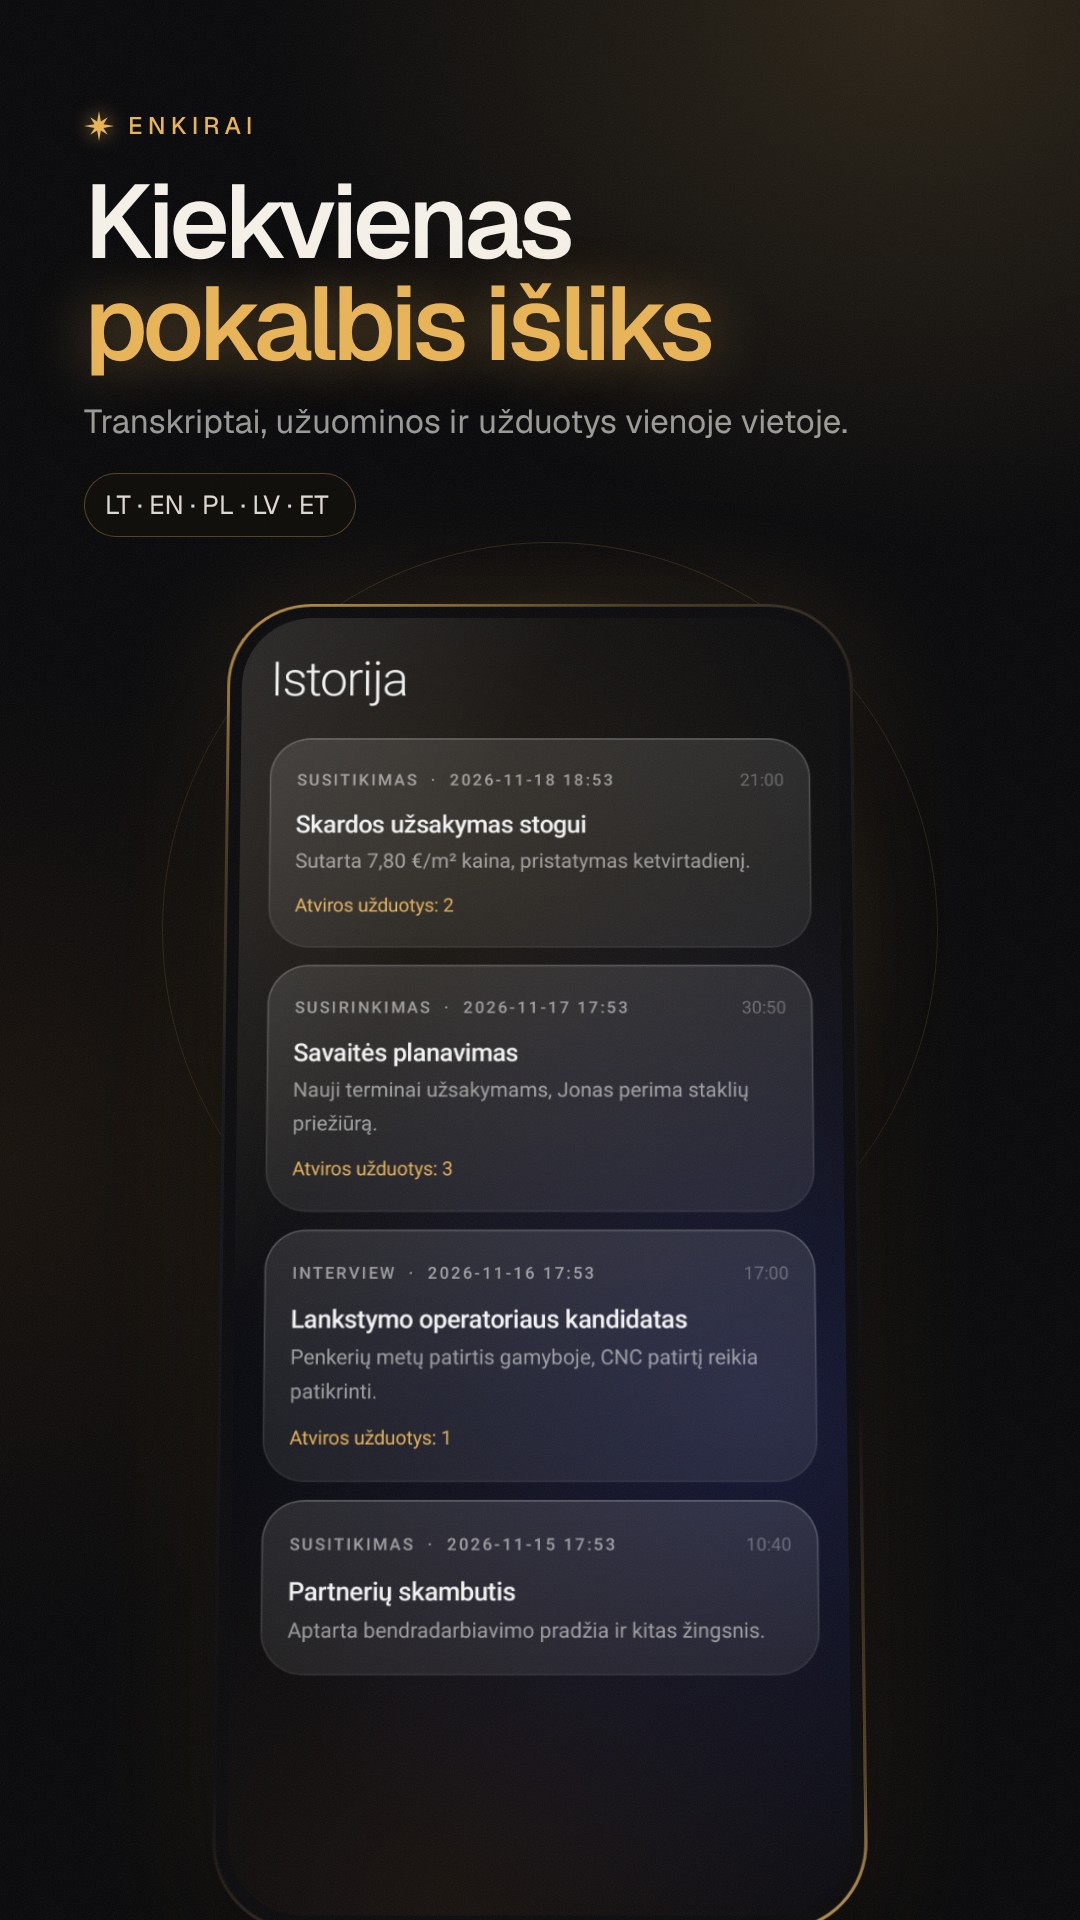 ENKIRAI
Kiekvienas
pokalbis išliks
Transkriptai, užuominos ir užduotys vienoje vietoje.
LT · EN · PL · LV · ET
Istorija
SUSITIKIMAS · 2026-11-18 18:53 21:00
Skardos užsakymas stogui
Sutarta 7,80 €/m² kaina, pristatymas ketvirtadienį.
Atviros užduotys: 2
SUSIRINKIMAS · 2026-11-17 17:53 30:50
Savaitės planavimas
Nauji terminai užsakymams, Jonas perima staklių
priežiūrą.
Atviros užduotys: 3
INTERVIEW · 2026-11-16 17:53 17:00
Lankstymo operatoriaus kandidatas
Penkerių metų patirtis gamyboje, CNC patirtį reikia
patikrinti.
Atviros užduotys: 1
SUSITIKIMAS · 2026-11-15 17:53 10:40
Partnerių skambutis
Aptarta bendradarbiavimo pradžia ir kitas žingsnis.